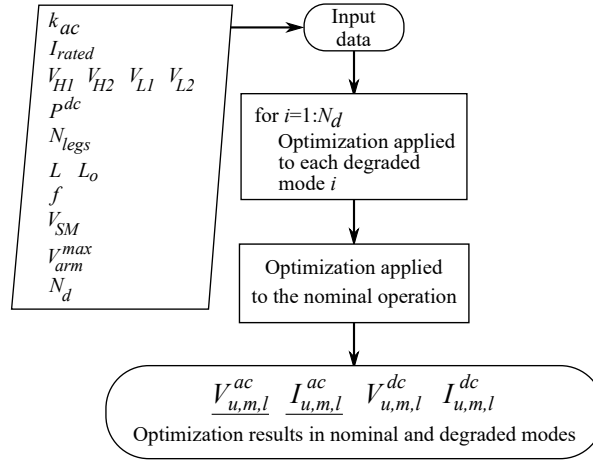 k_ac
I_rated
V_H1 V_H2 V_L1 V_L2
P^dc
N_legs
L L_o
f
V_SM
V_arm^max
N_d
Input
data
for i=1:N_d
Optimization applied
to each degraded
mode i
Optimization applied
to the nominal operation
V_u,m,l^ac I_u,m,l^ac V_u,m,l^dc I_u,m,l^dc
Optimization results in nominal and degraded modes